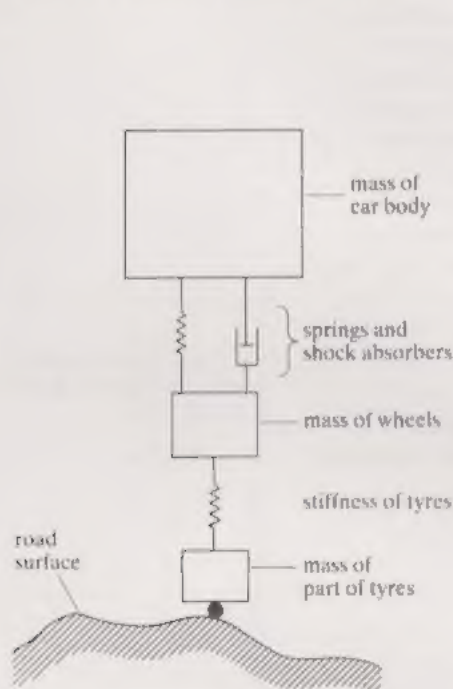 mass of
car body
springs and
shock absorbers
mass of wheels
stiffness of tyres
road
surface
mass of
part of tyres